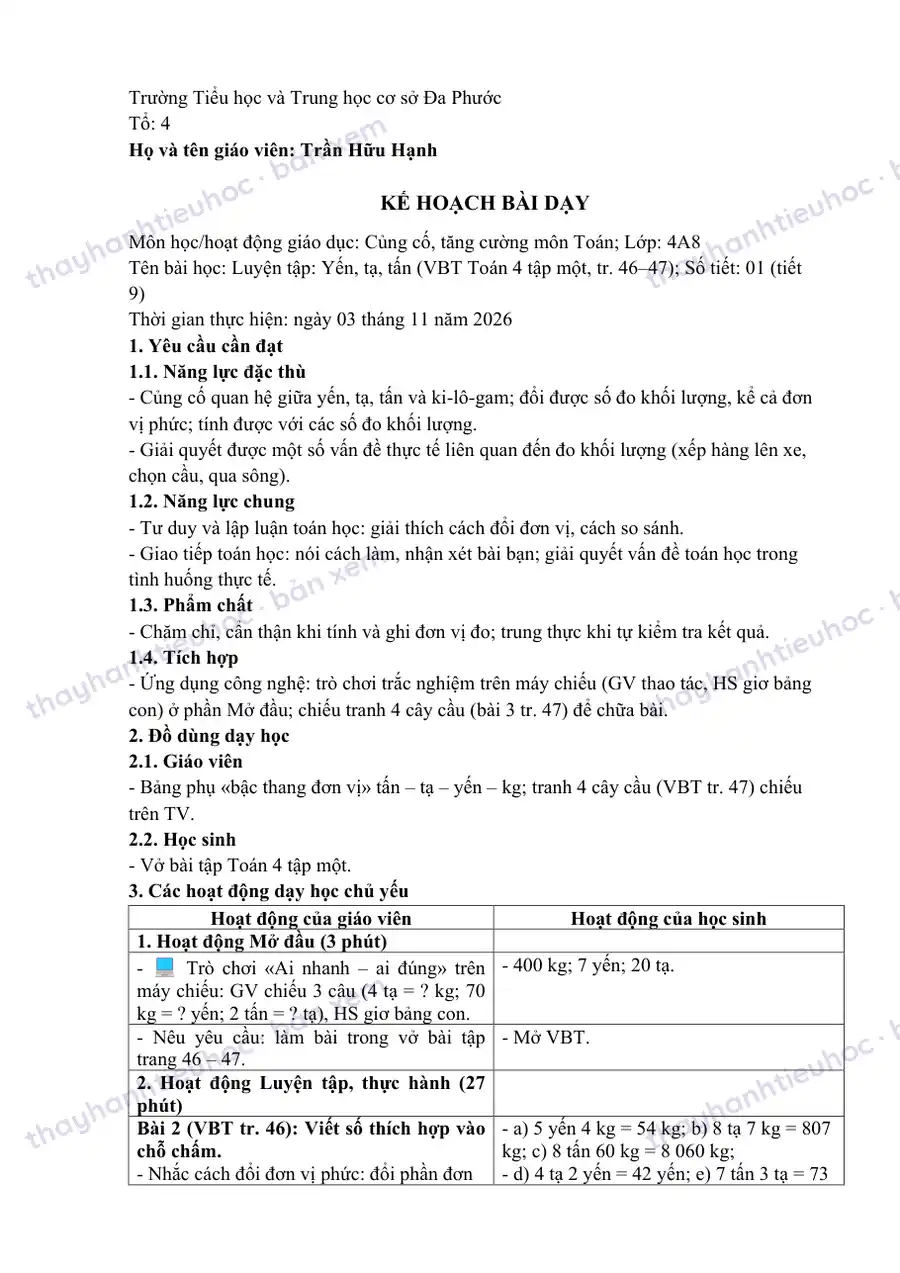 Trường Tiểu học và Trung học cơ sở Đa Phước
Tổ: 4
Họ và tên giáo viên: Trần Hữu Hạnh
KẾ HOẠCH BÀI DẠY
Môn học/hoạt động giáo dục: Củng cố, tăng cường môn Toán; Lớp: 4A8
Tên bài học: Luyện tập: Yến, tạ, tấn (VBT Toán 4 tập một, tr. 46–47); Số tiết: 01 (tiết
9)
Thời gian thực hiện: ngày 03 tháng 11 năm 2026
1. Yêu cầu cần đạt
1.1. Năng lực đặc thù
- Củng cố quan hệ giữa yến, tạ, tấn và ki-lô-gam; đổi được số đo khối lượng, kể cả đơn
vị phức; tính được với các số đo khối lượng.
- Giải quyết được một số vấn đề thực tế liên quan đến đo khối lượng (xếp hàng lên xe,
chọn cầu, qua sông).
1.2. Năng lực chung
- Tư duy và lập luận toán học: giải thích cách đổi đơn vị, cách so sánh.
- Giao tiếp toán học: nói cách làm, nhận xét bài bạn; giải quyết vấn đề toán học trong
tình huống thực tế.
1.3. Phẩm chất
- Chăm chỉ, cẩn thận khi tính và ghi đơn vị đo; trung thực khi tự kiểm tra kết quả.
1.4. Tích hợp
- Ứng dụng công nghệ: trò chơi trắc nghiệm trên máy chiếu (GV thao tác, HS giơ bảng
con) ở phần Mở đầu; chiếu tranh 4 cây cầu (bài 3 tr. 47) để chữa bài.
2. Đồ dùng dạy học
2.1. Giáo viên
- Bảng phụ «bậc thang đơn vị» tấn – tạ – yến – kg; tranh 4 cây cầu (VBT tr. 47) chiếu
trên TV.
2.2. Học sinh
- Vở bài tập Toán 4 tập một.
3. Các hoạt động dạy học chủ yếu
Hoạt động của giáo viên
Hoạt động của học sinh
1. Hoạt động Mở đầu (3 phút)
- Trò chơi «Ai nhanh – ai đúng» trên
máy chiếu: GV chiếu 3 câu (4 tạ = ? kg; 70
kg = ? yến; 2 tấn = ? tạ), HS giơ bảng con.
- 400 kg; 7 yến; 20 tạ.
- Nêu yêu cầu: làm bài trong vở bài tập
trang 46 – 47.
- Mở VBT.
2. Hoạt động Luyện tập, thực hành (27
phút)
Bài 2 (VBT tr. 46): Viết số thích hợp vào
chỗ chấm.
- Nhắc cách đổi đơn vị phức: đổi phần đơn
- a) 5 yến 4 kg = 54 kg; b) 8 tạ 7 kg = 807
kg; c) 8 tấn 60 kg = 8 060 kg;
- d) 4 tạ 2 yến = 42 yến; e) 7 tấn 3 tạ = 73
thayhanhtieuhoc · bản xem
thayhanhtieuhoc · b
thayhanhtieuhoc · bản xem
thayhanhtieuhoc · b
thayhanhtieuhoc · bản xem
thayhanhtieuhoc · b